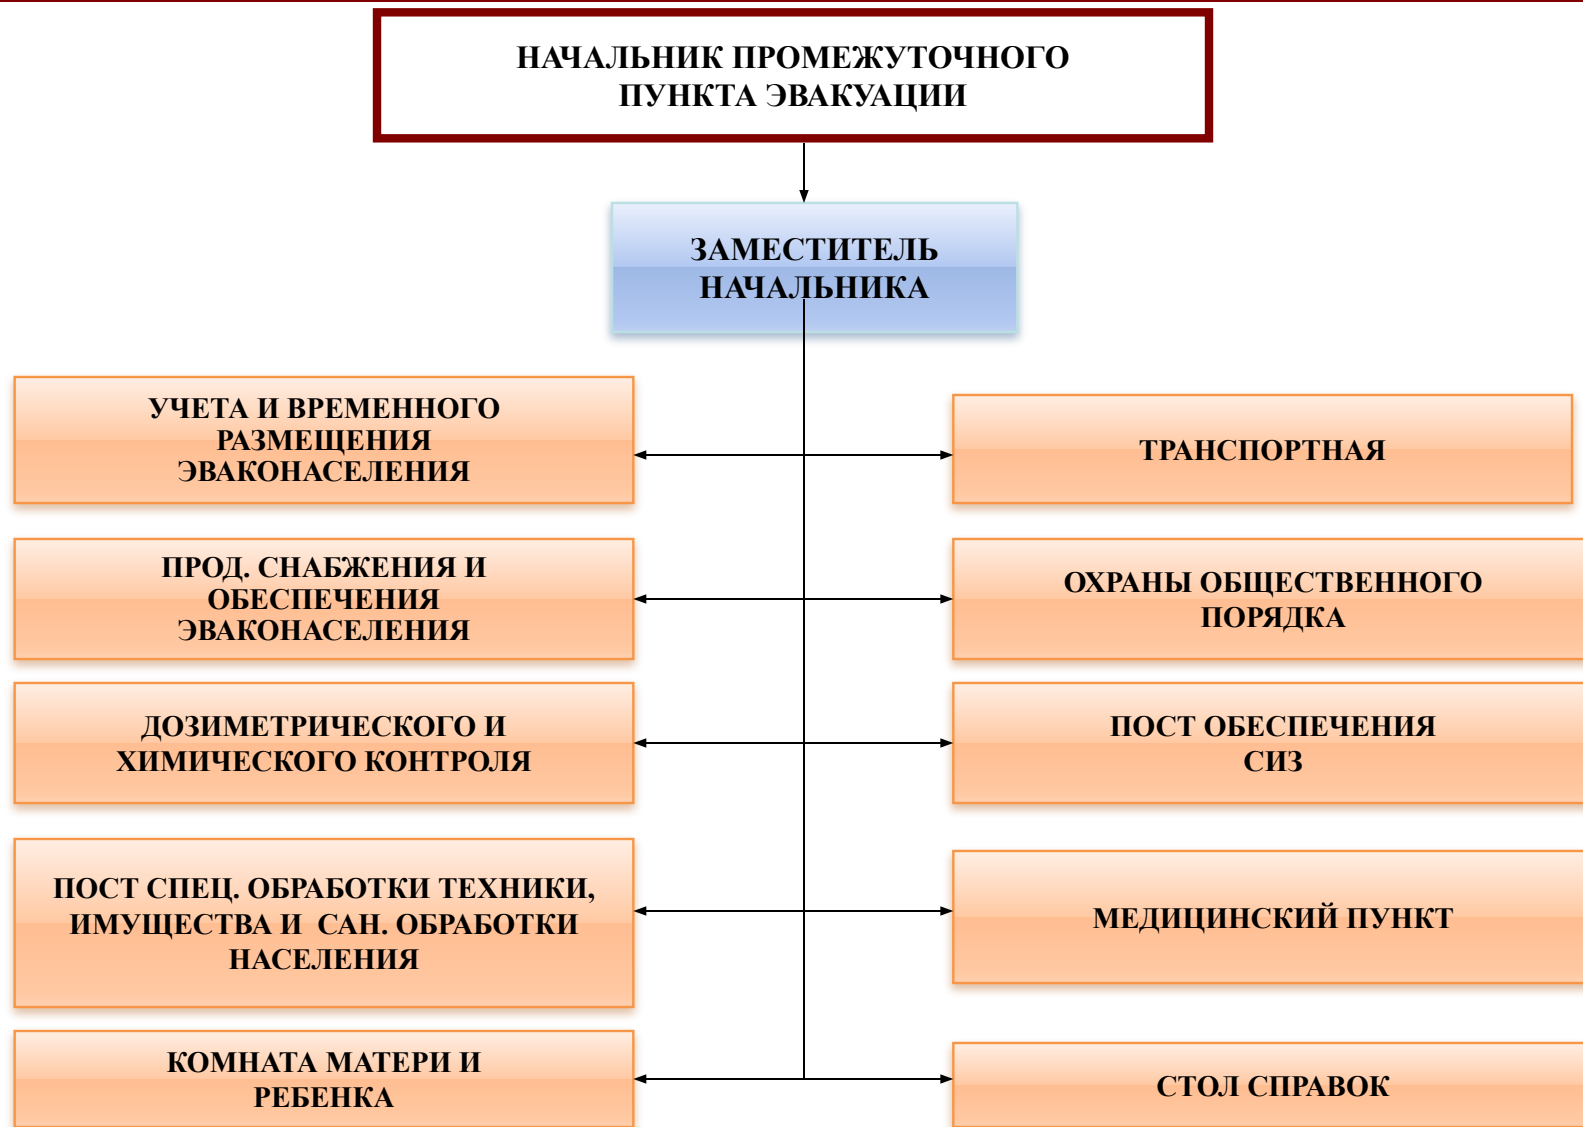 НАЧАЛЬНИК ПРОМЕЖУТОЧНОГО
ПУНКТА ЭВАКУАЦИИ
ЗАМЕСТИТЕЛЬ
НАЧАЛЬНИКА
УЧЕТА И ВРЕМЕННОГО
РАЗМЕЩЕНИЯ
ЭВАКОНАСЕЛЕНИЯ
ТРАНСПОРТНАЯ
ПРОД. СНАБЖЕНИЯ И
ОБЕСПЕЧЕНИЯ
ЭВАКОНАСЕЛЕНИЯ
ОХРАНЫ ОБЩЕСТВЕННОГО
ПОРЯДКА
ДОЗИМЕТРИЧЕСКОГО И
ХИМИЧЕСКОГО КОНТРОЛЯ
ПОСТ ОБЕСПЕЧЕНИЯ
СИЗ
ПОСТ СПЕЦ. ОБРАБОТКИ ТЕХНИКИ,
ИМУЩЕСТВА И САН. ОБРАБОТКИ
НАСЕЛЕНИЯ
МЕДИЦИНСКИЙ ПУНКТ
КОМНАТА МАТЕРИ И
РЕБЕНКА
СТОЛ СПРАВОК